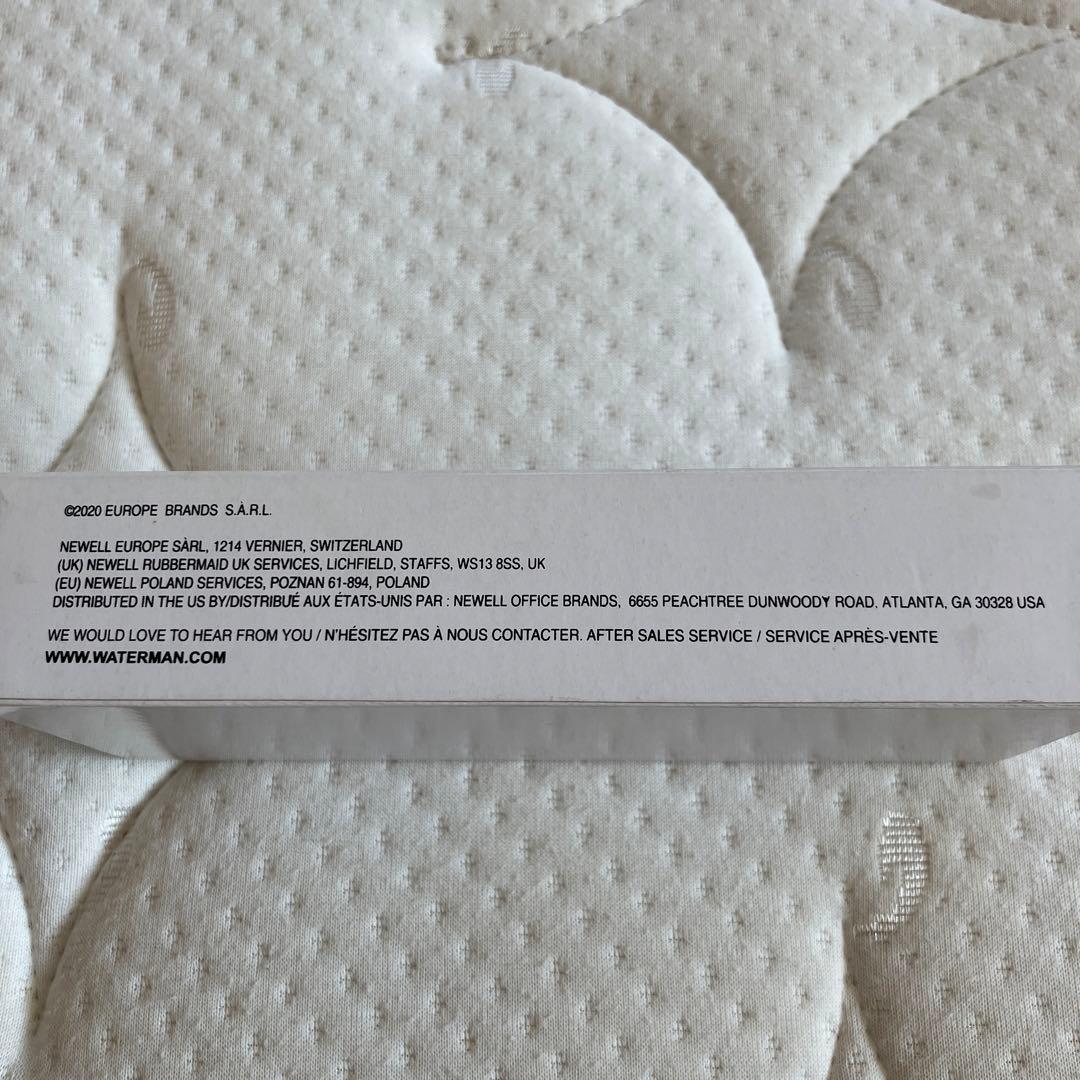 ©2020 EUROPE BRANDS S.À.R.L.
NEWELL EUROPE SÀRL, 1214 VERNIER, SWITZERLAND
(UK) NEWELL RUBBERMAID UK SERVICES, LICHFIELD, STAFFS, WS13 8SS, UK
(EU) NEWELL POLAND SERVICES, POZNAN 61-894, POLAND
DISTRIBUTED IN THE US BY/DISTRIBUÉ AUX ÉTATS-UNIS PAR : NEWELL OFFICE BRANDS, 6655 PEACHTREE DUNWOODY ROAD. ATLANTA, GA 30328 USA
WE WOULD LOVE TO HEAR FROM YOU / N'HÉSITEZ PAS À NOUS CONTACTER. AFTER SALES SERVICE / SERVICE APRÈS-VENTE
WWW.WATERMAN.COM